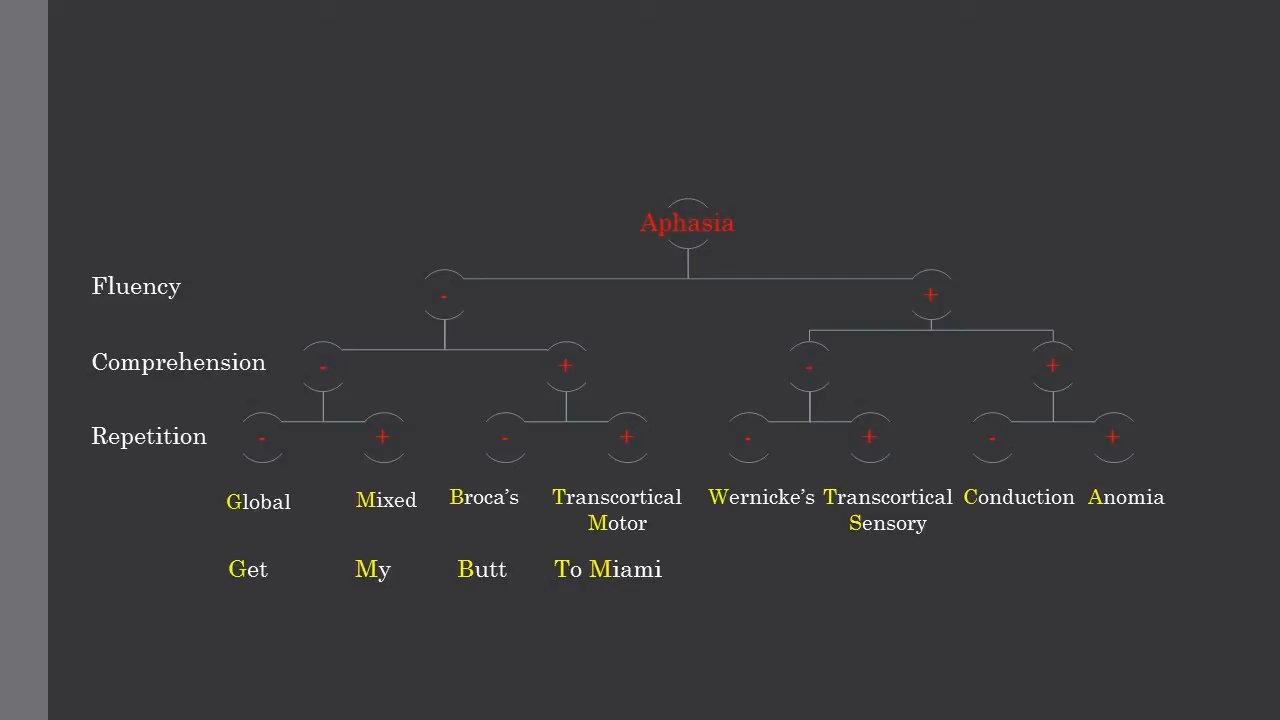 Aphasia
Fluency - +
Comprehension - + - +
Repetition - + - + - + - +
Global Mixed Broca's Transcortical Motor Wernicke's Transcortical Sensory Conduction Anomia
Get My Butt To Miami